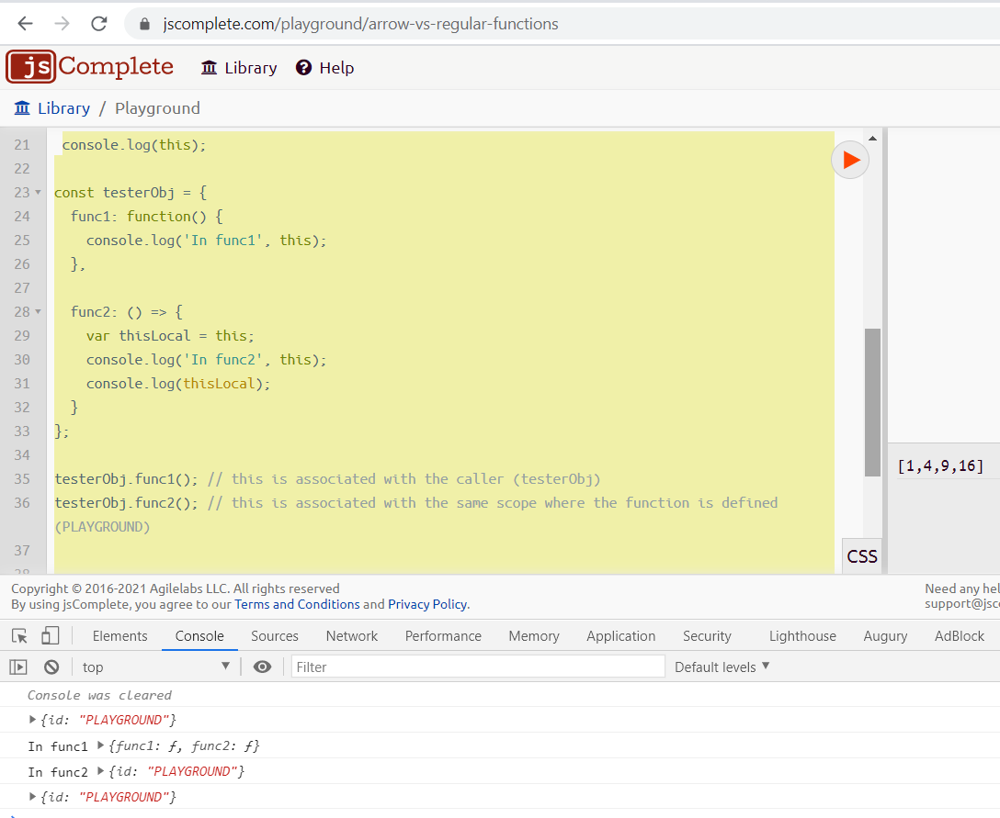 jscomplete.com/playground/arrow-vs-regular-functions
jsComplete Library Help
Library / Playground
21 console.log(this);
22
23 const testerObj = {
24 func1: function() {
25 console.log('In func1', this);
26 },
27
28 func2: () => {
29 var thisLocal = this;
30 console.log('In func2', this);
31 console.log(thisLocal);
32 }
33 };
34
35 testerObj.func1(); // this is associated with the caller (testerObj)
36 testerObj.func2(); // this is associated with the same scope where the function is defined
(PLAYGROUND)
37
38
[1,4,9,16]
CSS
Copyright © 2016-2021 Agilelabs LLC. All rights reserved
By using jsComplete, you agree to our Terms and Conditions and Privacy Policy.
Need any hel
support@jsc
Elements Console Sources Network Performance Memory Application Security Lighthouse Augury AdBlock
top Filter Default levels
Console was cleared
{id: "PLAYGROUND"}
In func1 {func1: ƒ, func2: ƒ}
In func2 {id: "PLAYGROUND"}
{id: "PLAYGROUND"}